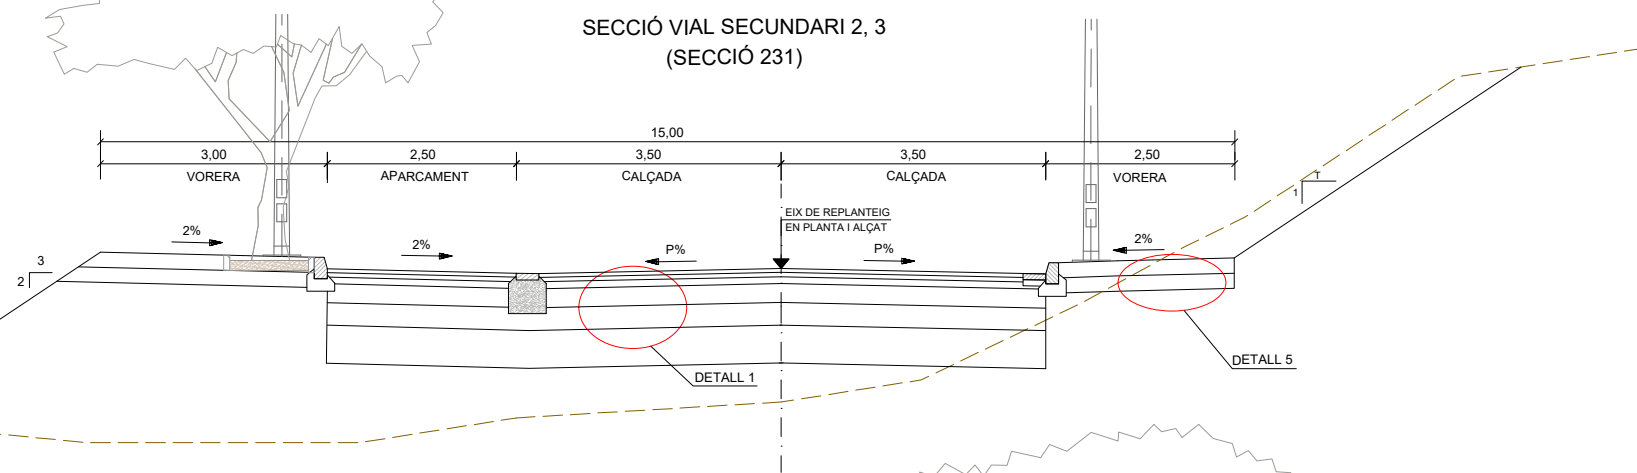 SECCIÓ VIAL SECUNDARI 2, 3
(SECCIÓ 231)
15,00
3,00
2,50
3,50
3,50
2,50
VORERA
APARCAMENT
CALÇADA
CALÇADA
VORERA
1
T
EIX DE REPLANTEIG
EN PLANTA I ALÇAT
2%
2%
P%
P%
2%
3
2
DETALL 1
DETALL 5